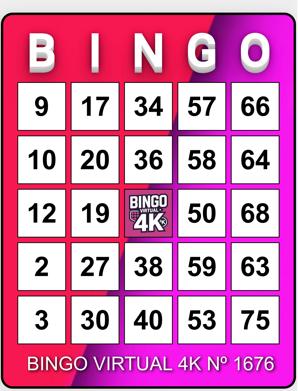 B I N G O
9 17 34 57 66
10 20 36 58 64
12 19 BINGO VIRTUAL 4K 50 68
2 27 38 59 63
3 30 40 53 75
BINGO VIRTUAL 4K Nº 1676